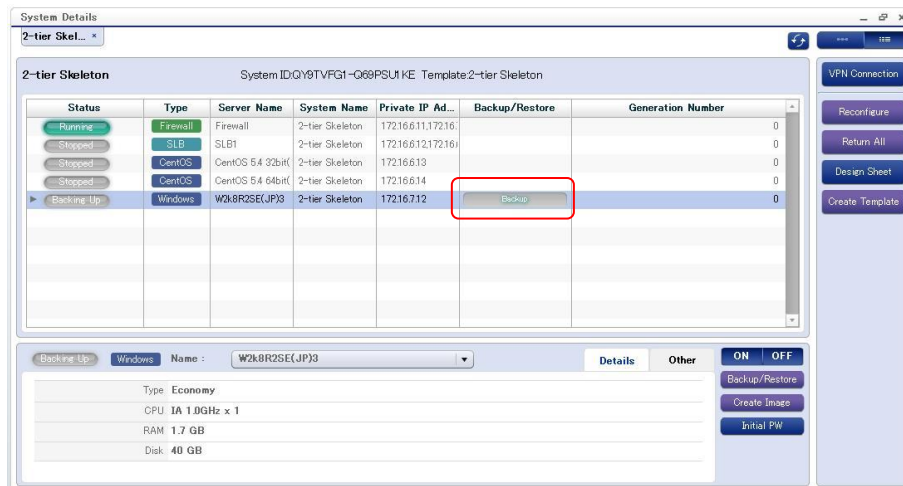 System Details
2-tier Skel... ×
2-tier Skeleton System ID:QY9TVFG1-Q69PSU1KE Template:2-tier Skeleton
Status Type Server Name System Name Private IP Ad... Backup/Restore Generation Number
Running Firewall Firewall 2-tier Skeleton 172.16.6.11,172.16. 0
Stopped SLB SLB1 2-tier Skeleton 172.16.6.12,172.16. 0
Stopped CentOS CentOS 5.4 32bit( 2-tier Skeleton 172.16.6.13 0
Stopped CentOS CentOS 5.4 64bit( 2-tier Skeleton 172.16.6.14 0
Backing Up Windows W2k8R2SE(JP)3 2-tier Skeleton 172.16.7.12 Backup 0
VPN Connection
Reconfigure
Return All
Design Sheet
Create Template
Backing Up Windows Name : W2k8R2SE(JP)3 Details Other ON OFF
Type Economy
CPU IA 1.0GHz x 1
RAM 1.7 GB
Disk 40 GB
Backup/Restore
Create Image
Initial PW